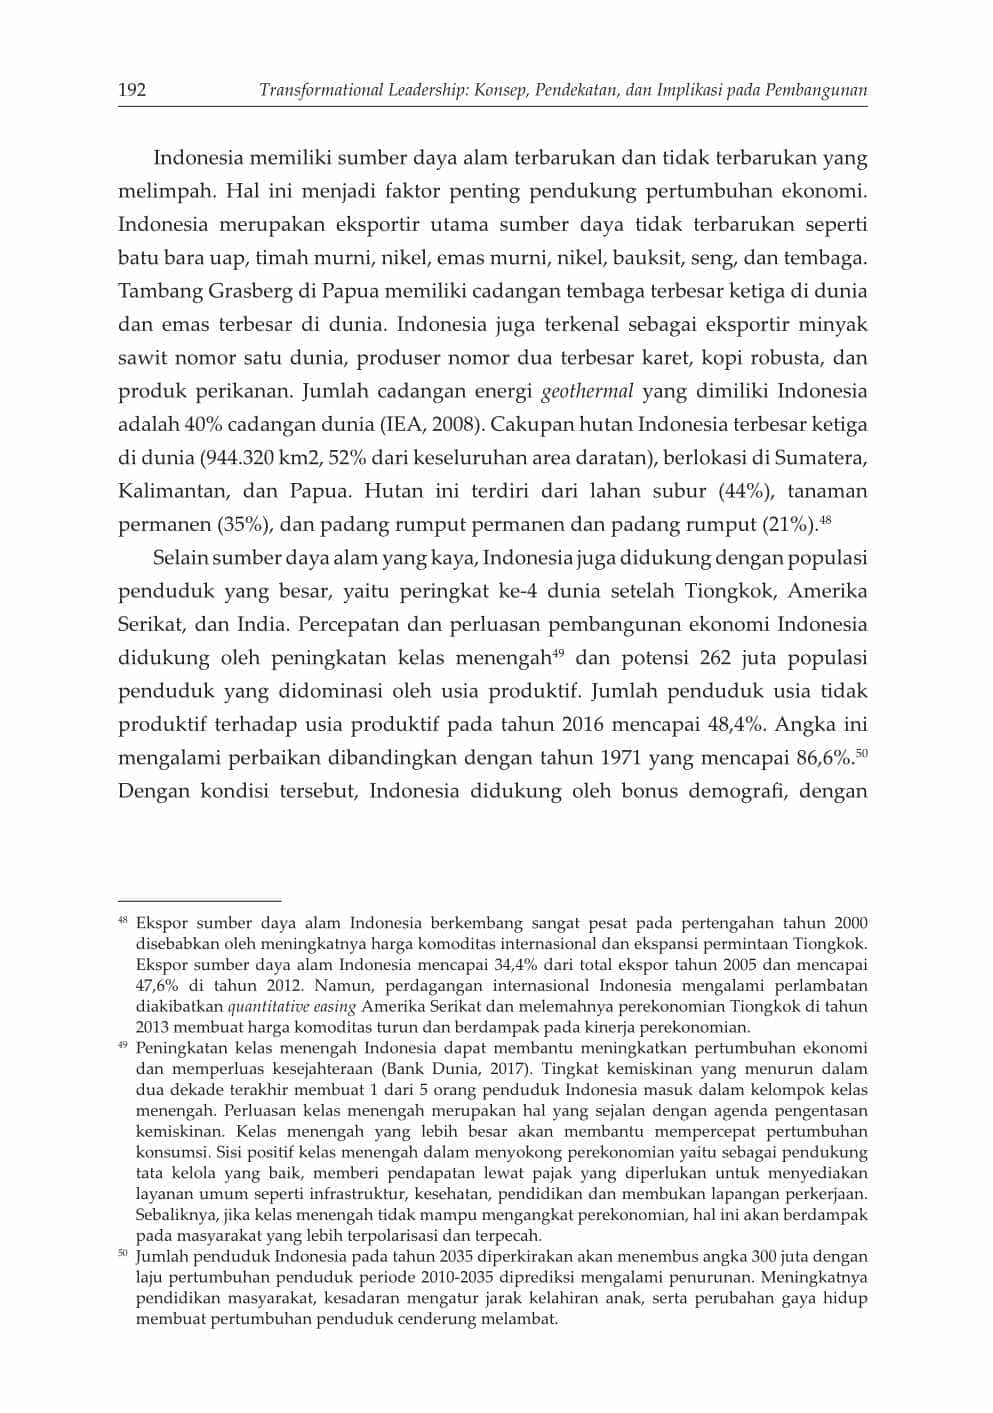 192
Transformational Leadership: Konsep, Pendekatan, dan Implikasi pada Pembangunan
Indonesia memiliki sumber daya alam terbarukan dan tidak terbarukan yang
melimpah. Hal ini menjadi faktor penting pendukung pertumbuhan ekonomi.
Indonesia merupakan eksportir utama sumber daya tidak terbarukan seperti
batu bara uap, timah murni, nikel, emas murni, nikel, bauksit, seng, dan tembaga.
Tambang Grasberg di Papua memiliki cadangan tembaga terbesar ketiga di dunia
dan emas terbesar di dunia. Indonesia juga terkenal sebagai eksportir minyak
sawit nomor satu dunia, produser nomor dua terbesar karet, kopi robusta, dan
produk perikanan. Jumlah cadangan energi geothermal yang dimiliki Indonesia
adalah 40% cadangan dunia (IEA, 2008). Cakupan hutan Indonesia terbesar ketiga
di dunia (944.320 km2, 52% dari keseluruhan area daratan), berlokasi di Sumatera,
Kalimantan, dan Papua. Hutan ini terdiri dari lahan subur (44%), tanaman
permanen (35%), dan padang rumput permanen dan padang rumput (21%).48
Selain sumber daya alam yang kaya, Indonesia juga didukung dengan populasi
penduduk yang besar, yaitu peringkat ke-4 dunia setelah Tiongkok, Amerika
Serikat, dan India. Percepatan dan perluasan pembangunan ekonomi Indonesia
didukung oleh peningkatan kelas menengah49 dan potensi 262 juta populasi
penduduk yang didominasi oleh usia produktif. Jumlah penduduk usia tidak
produktif terhadap usia produktif pada tahun 2016 mencapai 48,4%. Angka ini
mengalami perbaikan dibandingkan dengan tahun 1971 yang mencapai 86,6%.50
Dengan kondisi tersebut, Indonesia didukung oleh bonus demografi, dengan
48 Ekspor sumber daya alam Indonesia berkembang sangat pesat pada pertengahan tahun 2000
disebabkan oleh meningkatnya harga komoditas internasional dan ekspansi permintaan Tiongkok.
Ekspor sumber daya alam Indonesia mencapai 34,4% dari total ekspor tahun 2005 dan mencapai
47,6% di tahun 2012. Namun, perdagangan internasional Indonesia mengalami perlambatan
diakibatkan quantitative easing Amerika Serikat dan melemahnya perekonomian Tiongkok di tahun
2013 membuat harga komoditas turun dan berdampak pada kinerja perekonomian.
49 Peningkatan kelas menengah Indonesia dapat membantu meningkatkan pertumbuhan ekonomi
dan memperluas kesejahteraan (Bank Dunia, 2017). Tingkat kemiskinan yang menurun dalam
dua dekade terakhir membuat 1 dari 5 orang penduduk Indonesia masuk dalam kelompok kelas
menengah. Perluasan kelas menengah merupakan hal yang sejalan dengan agenda pengentasan
kemiskinan. Kelas menengah yang lebih besar akan membantu mempercepat pertumbuhan
konsumsi. Sisi positif kelas menengah dalam menyokong perekonomian yaitu sebagai pendukung
tata kelola yang baik, memberi pendapatan lewat pajak yang diperlukan untuk menyediakan
layanan umum seperti infrastruktur, kesehatan, pendidikan dan membukan lapangan perkerjaan.
Sebaliknya, jika kelas menengah tidak mampu mengangkat perekonomian, hal ini akan berdampak
pada masyarakat yang lebih terpolarisasi dan terpecah.
50 Jumlah penduduk Indonesia pada tahun 2035 diperkirakan akan menembus angka 300 juta dengan
laju pertumbuhan penduduk periode 2010-2035 diprediksi mengalami penurunan. Meningkatnya
pendidikan masyarakat, kesadaran mengatur jarak kelahiran anak, serta perubahan gaya hidup
membuat pertumbuhan penduduk cenderung melambat.